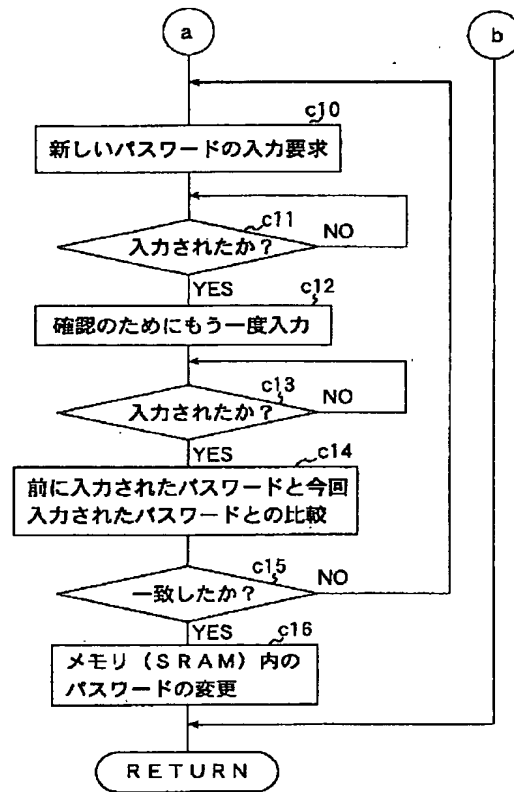 a
b
c10
新しいパスワードの入力要求
c11
入力されたか？
NO
YES
c12
確認のためにもう一度入力
c13
入力されたか？
NO
YES
c14
前に入力されたパスワードと今回
入力されたパスワードとの比較
c15
一致したか？
NO
YES
c16
メモリ（ＳＲＡＭ）内の
パスワードの変更
ＲＥＴＵＲＮ